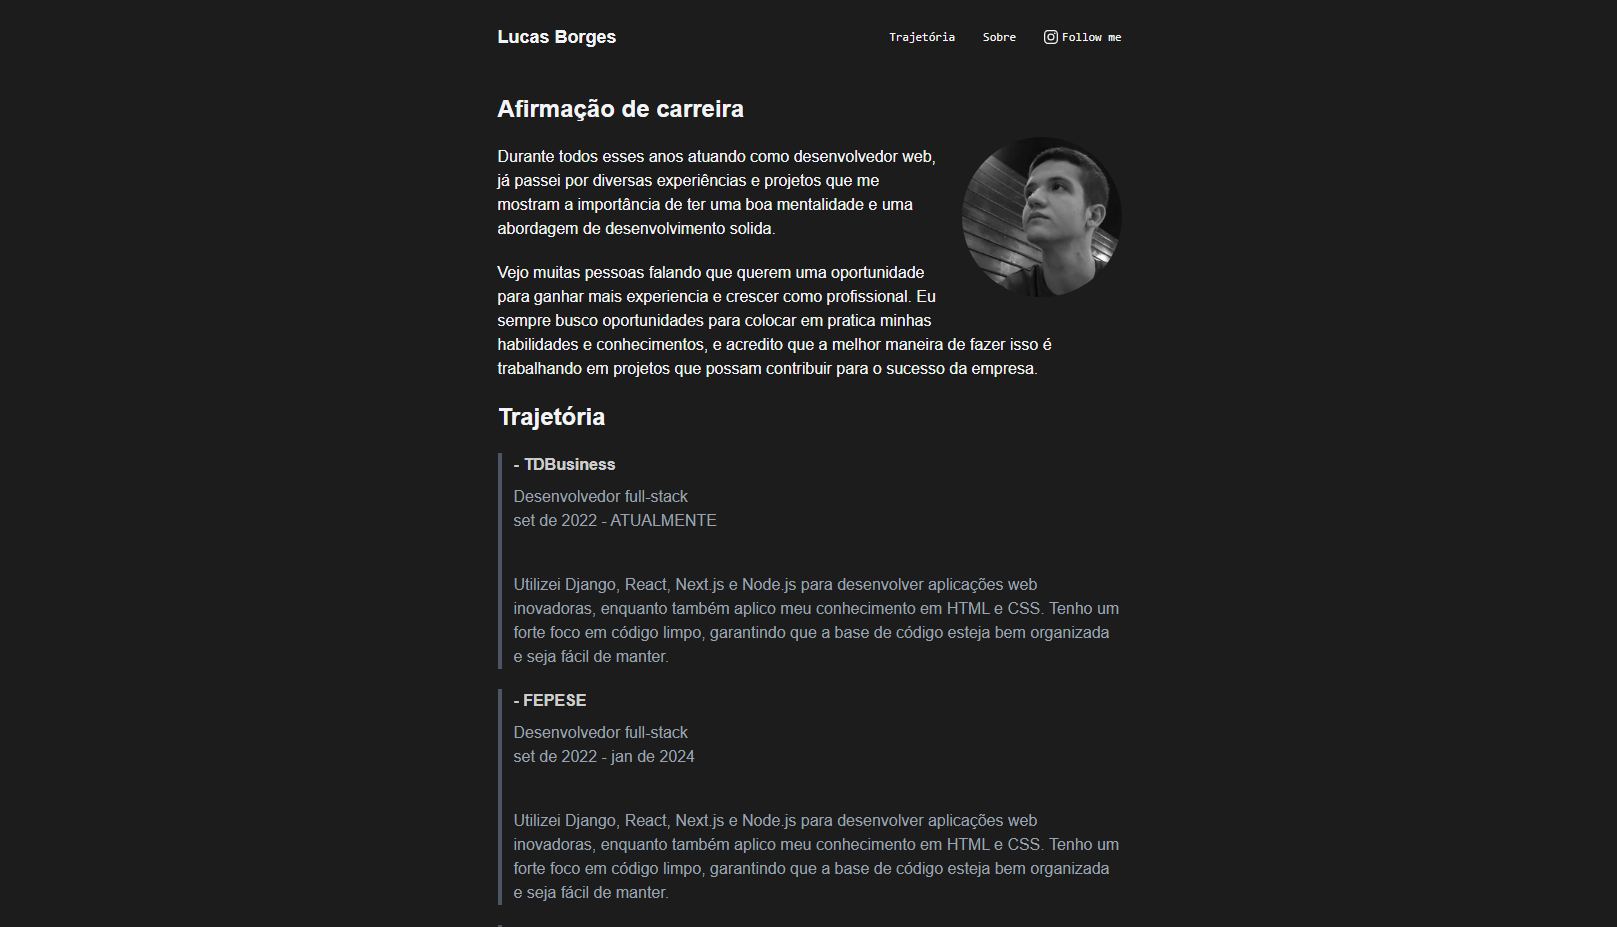 Lucas Borges
Trajetória
Sobre
Follow me
Afirmação de carreira
Durante todos esses anos atuando como desenvolvedor web,
já passei por diversas experiências e projetos que me
mostram a importância de ter uma boa mentalidade e uma
abordagem de desenvolvimento solida.
Vejo muitas pessoas falando que querem uma oportunidade
para ganhar mais experiencia e crescer como profissional. Eu
sempre busco oportunidades para colocar em pratica minhas
habilidades e conhecimentos, e acredito que a melhor maneira de fazer isso é
trabalhando em projetos que possam contribuir para o sucesso da empresa.
Trajetória
- TDBusiness
Desenvolvedor full-stack
set de 2022 - ATUALMENTE
Utilizei Django, React, Next.js e Node.js para desenvolver aplicações web
inovadoras, enquanto também aplico meu conhecimento em HTML e CSS. Tenho um
forte foco em código limpo, garantindo que a base de código esteja bem organizada
e seja fácil de manter.
- FEPESE
Desenvolvedor full-stack
set de 2022 - jan de 2024
Utilizei Django, React, Next.js e Node.js para desenvolver aplicações web
inovadoras, enquanto também aplico meu conhecimento em HTML e CSS. Tenho um
forte foco em código limpo, garantindo que a base de código esteja bem organizada
e seja fácil de manter.